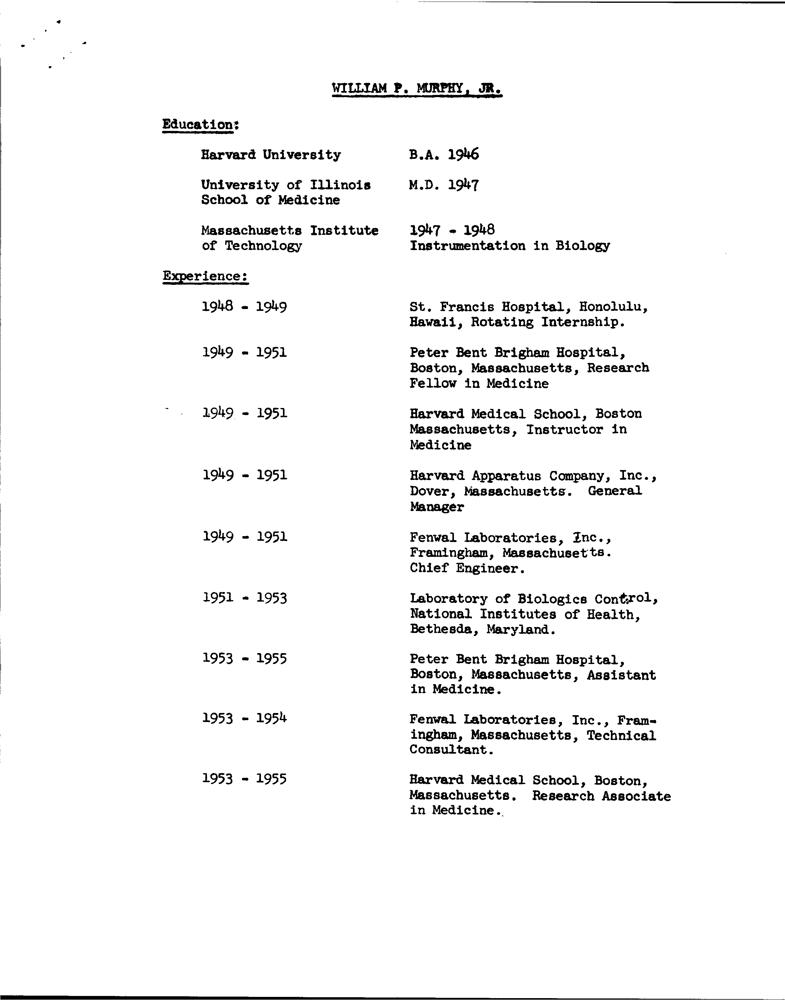 WILLIAM P. MURPHY, JR.
Education:
Harvard University B.A. 1946
University of Illinois M.D. 1947
School of Medicine
Massachusetts Institute 1947 - 1948
of Technology Instrumentation in Biology
Experience:
1948 - 1949 St. Francis Hospital, Honolulu,
Hawaii, Rotating Internship.
1949 - 1951 Peter Bent Brigham Hospital,
Boston, Massachusetts, Research
Fellow in Medicine
1949 - 1951 Harvard Medical School, Boston
Massachusetts, Instructor in
Medicine
1949 - 1951 Harvard Apparatus Company, Inc.,
Dover, Massachusetts. General
Manager
1949 - 1951 Fenwal Laboratories, Inc.,
Framingham, Massachusetts.
Chief Engineer.
1951 - 1953 Laboratory of Biologics Control,
National Institutes of Health,
Bethesda, Maryland.
1953 - 1955 Peter Bent Brigham Hospital,
Boston, Massachusetts, Assistant
in Medicine.
1953 - 1954 Fenwal Laboratories, Inc., Fram-
ingham, Massachusetts, Technical
Consultant.
1953 - 1955 Harvard Medical School, Boston,
Massachusetts. Research Associate
in Medicine.